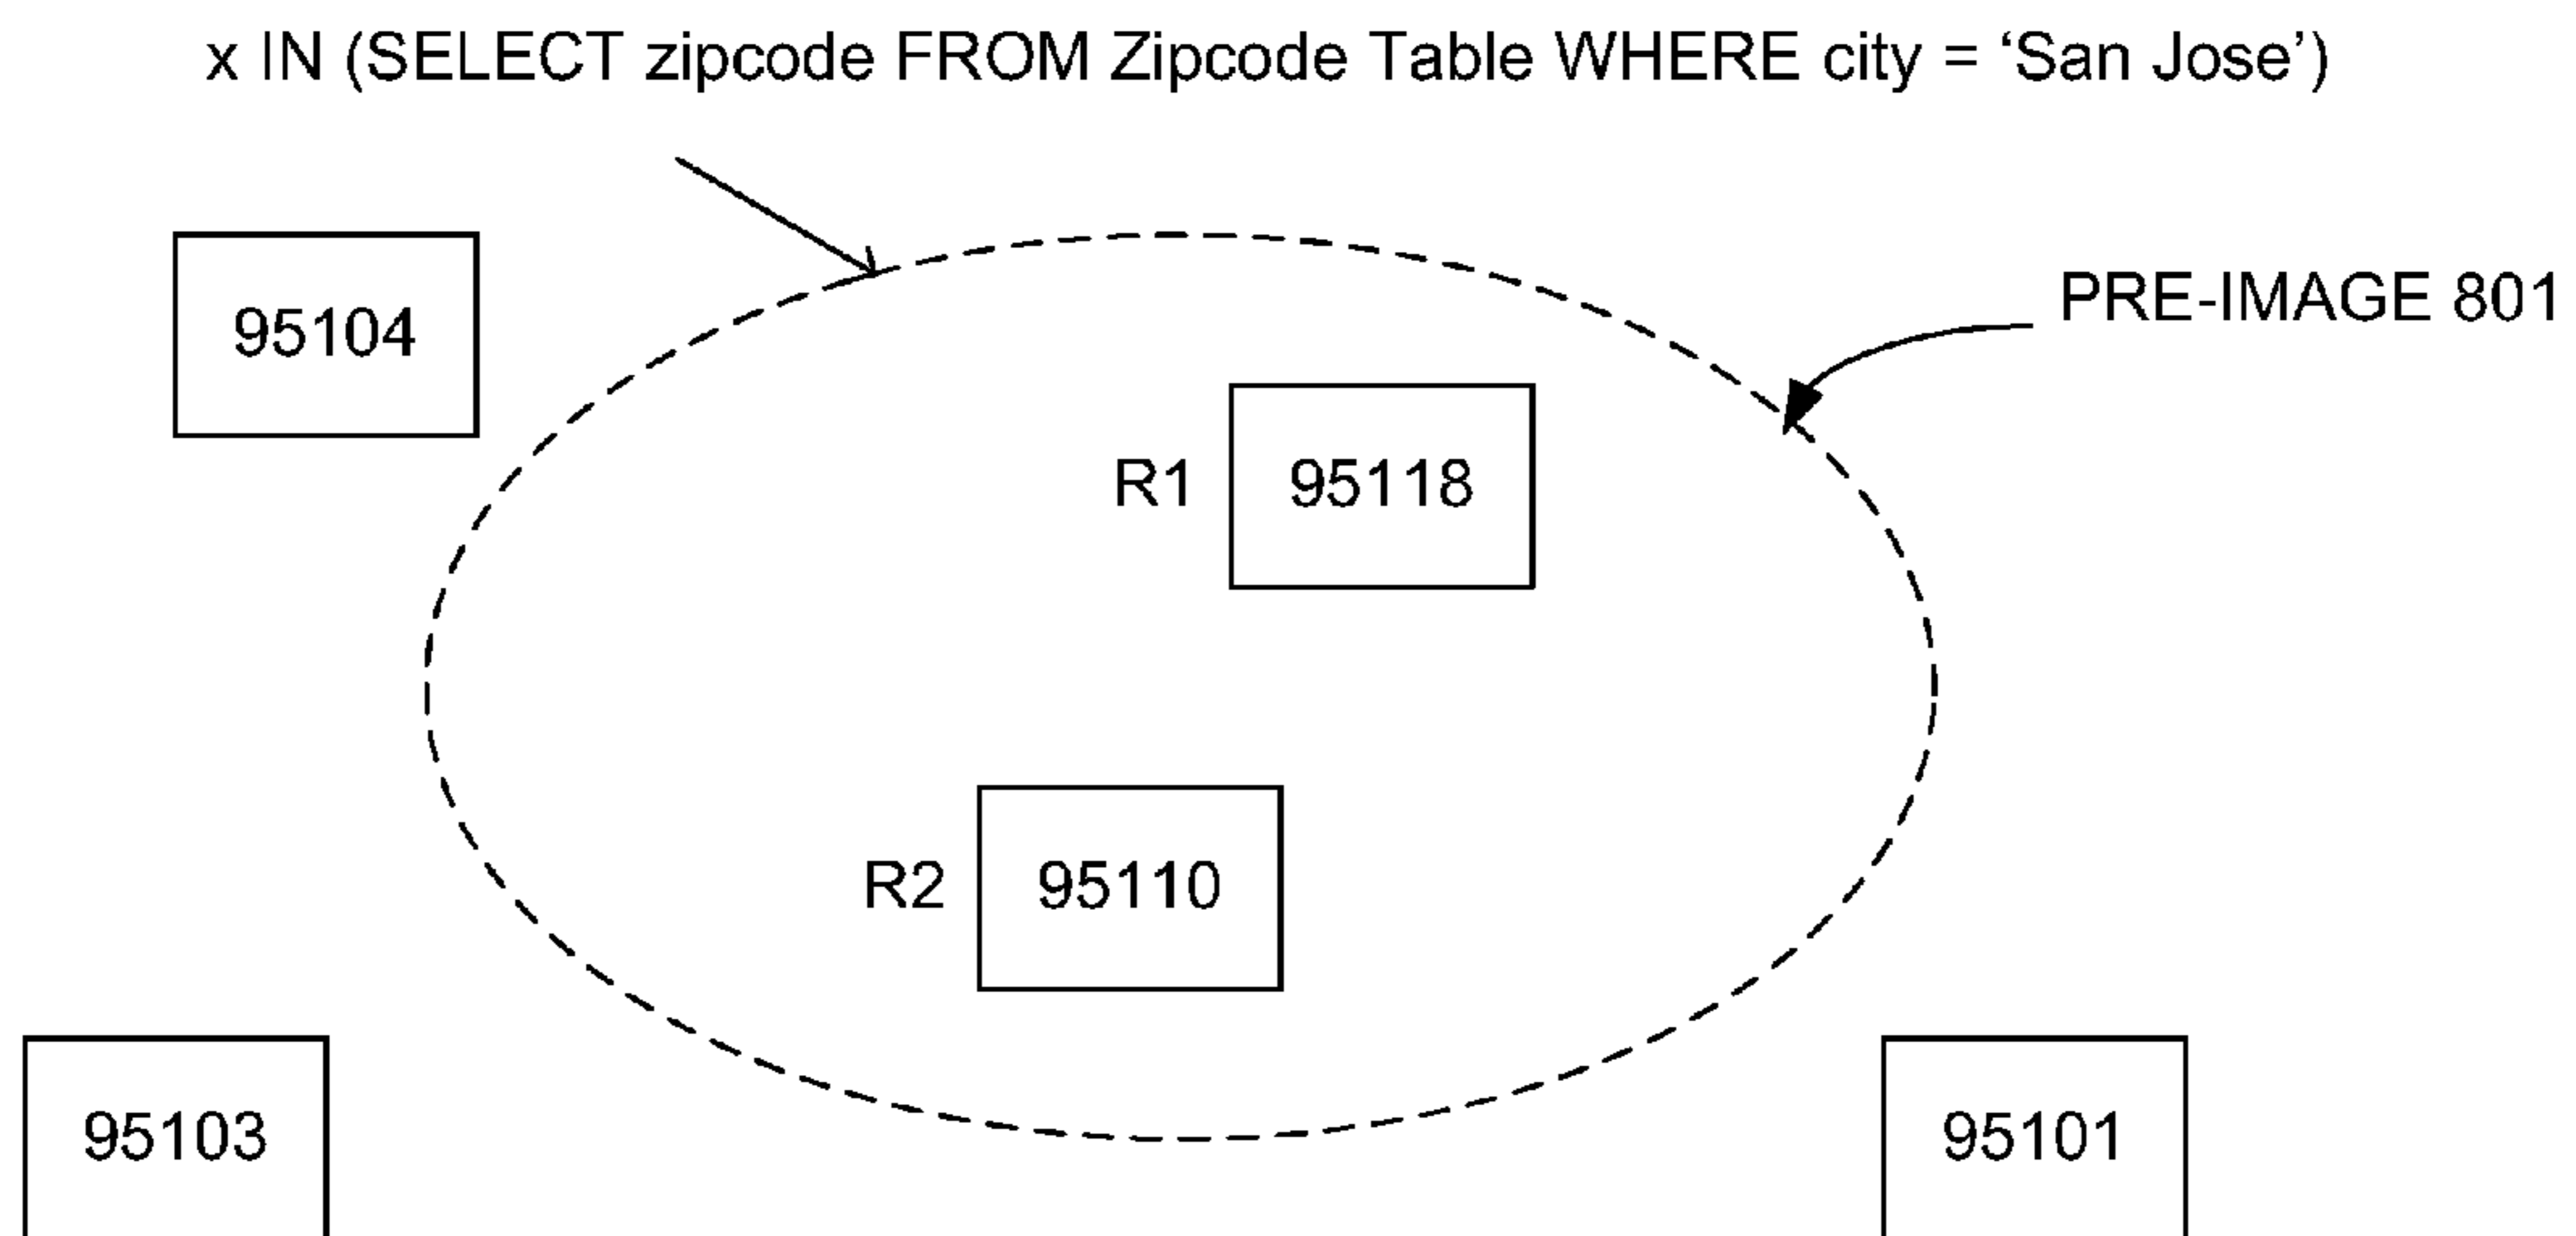 x IN (SELECT zipcode FROM Zipcode Table WHERE city = ‘San Jose’)
PRE-IMAGE 801
95104
R1 95118
R2 95110
95103
95101